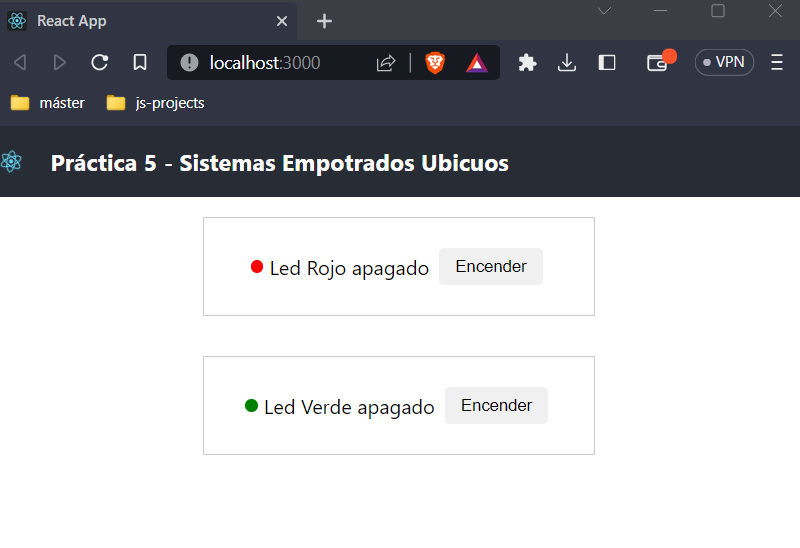 React App
localhost:3000
VPN
máster
js-projects
Práctica 5 - Sistemas Empotrados Ubicuos
Led Rojo apagado Encender
Led Verde apagado Encender